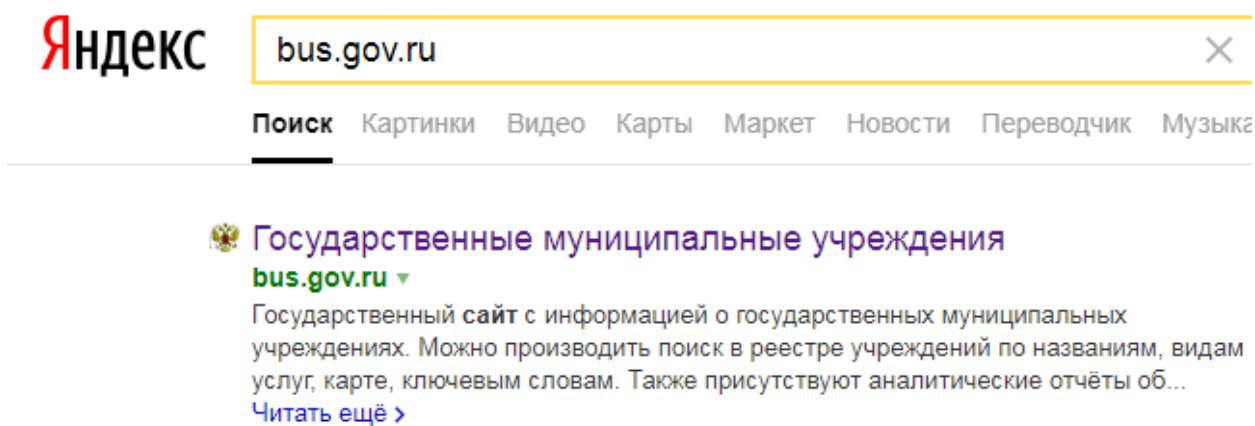 Яндекс
bus.gov.ru
Поиск Картинки Видео Карты Маркет Новости Переводчик Музыка
Государственные муниципальные учреждения
bus.gov.ru
Государственный сайт с информацией о государственных муниципальных
учреждениях. Можно производить поиск в реестре учреждений по названиям, видам
услуг, карте, ключевым словам. Также присутствуют аналитические отчёты об...
Читать ещё >